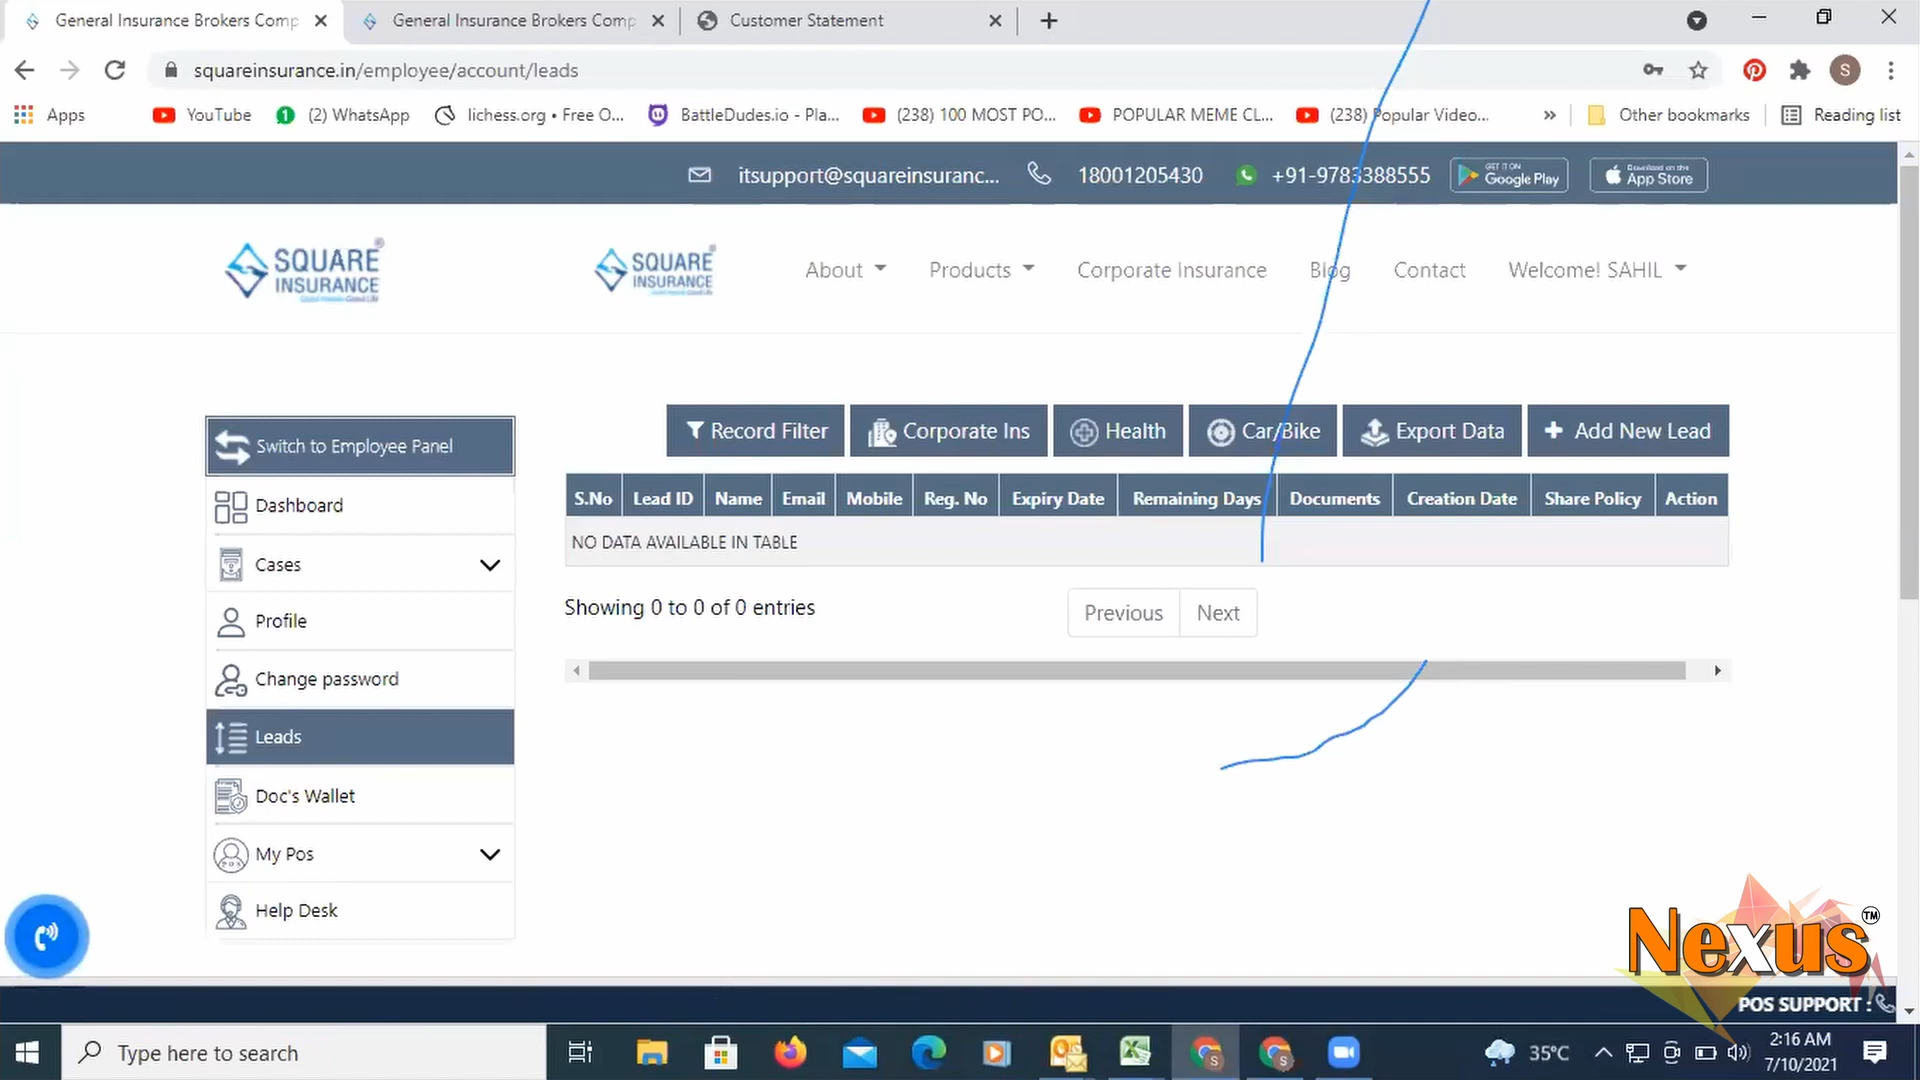 General Insurance Brokers Comp
General Insurance Brokers Comp
Customer Statement
squareinsurance.in/employee/account/leads
Apps
YouTube
(2) WhatsApp
lichess.org • Free O...
BattleDudes.io - Pla...
(238) 100 MOST PO...
POPULAR MEME CL...
(238) Popular Video...
Other bookmarks
Reading list
itsupport@squareinsuranc...
18001205430
+91-9783388555
GET IT ON
Google Play
Download on the
App Store
SQUARE
INSURANCE
SQUARE
INSURANCE
About
Products
Corporate Insurance
Blog
Contact
Welcome! SAHIL
Switch to Employee Panel
Dashboard
Cases
Profile
Change password
Leads
Doc's Wallet
My Pos
Help Desk
Record Filter
Corporate Ins
Health
Car/Bike
Export Data
Add New Lead
S.No Lead ID Name Email Mobile Reg. No Expiry Date Remaining Days Documents Creation Date Share Policy Action
NO DATA AVAILABLE IN TABLE
Showing 0 to 0 of 0 entries
Previous Next
Nexus™
POS SUPPORT :
Type here to search
35°C
2:16 AM
7/10/2021